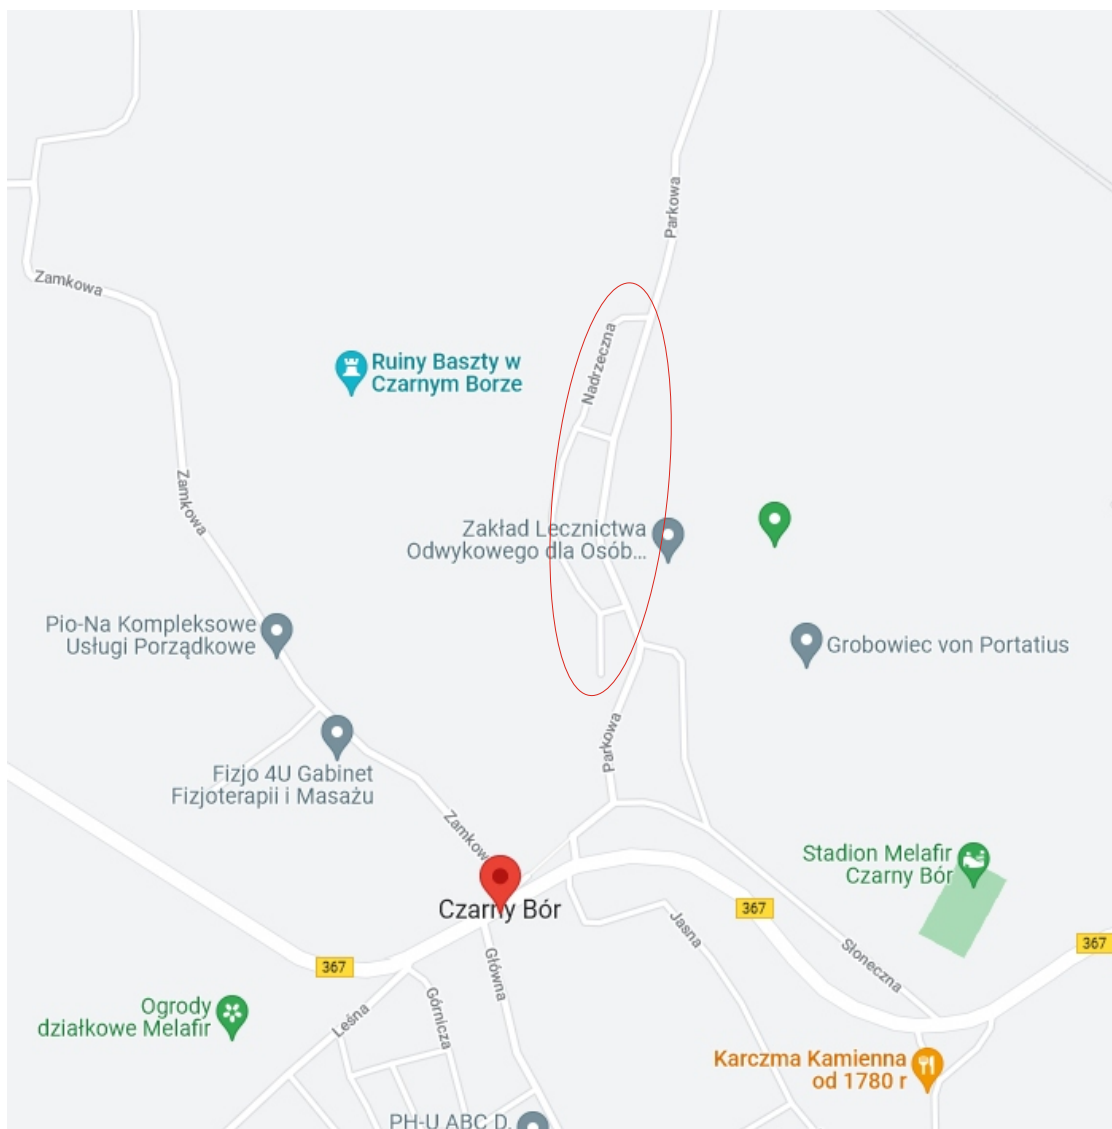 Parkowa
Zamkowa
Nadrzeczna
Ruiny Baszty w
Czarnym Borze
Zamkowa
Zakład Lecznictwa
Odwykowego dla Osób...
Pio-Na Kompleksowe
Usługi Porządkowe
Grobowiec von Portatius
Parkowa
Fizjo 4U Gabinet
Fizjoterapii i Masażu
Zamkow
Stadion Melafir
Czarny Bór
Czarny Bór
367
Jasna
367
Słoneczna
Główna
367
Ogrody
działkowe Melafir
Leśna
Górnicza
Karczma Kamienna
od 1780 r
PH-U ABC D.